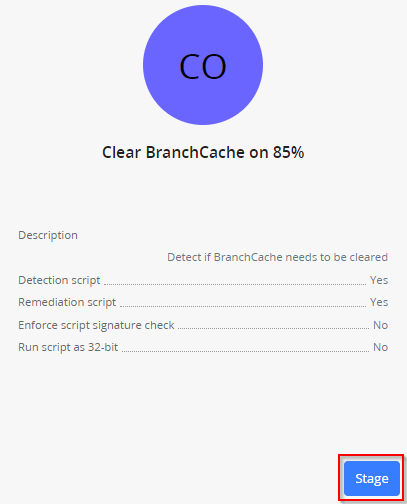 CO
Clear BranchCache on 85%
Description
Detect if BranchCache needs to be cleared
Detection script Yes
Remediation script Yes
Enforce script signature check No
Run script as 32-bit No
Stage